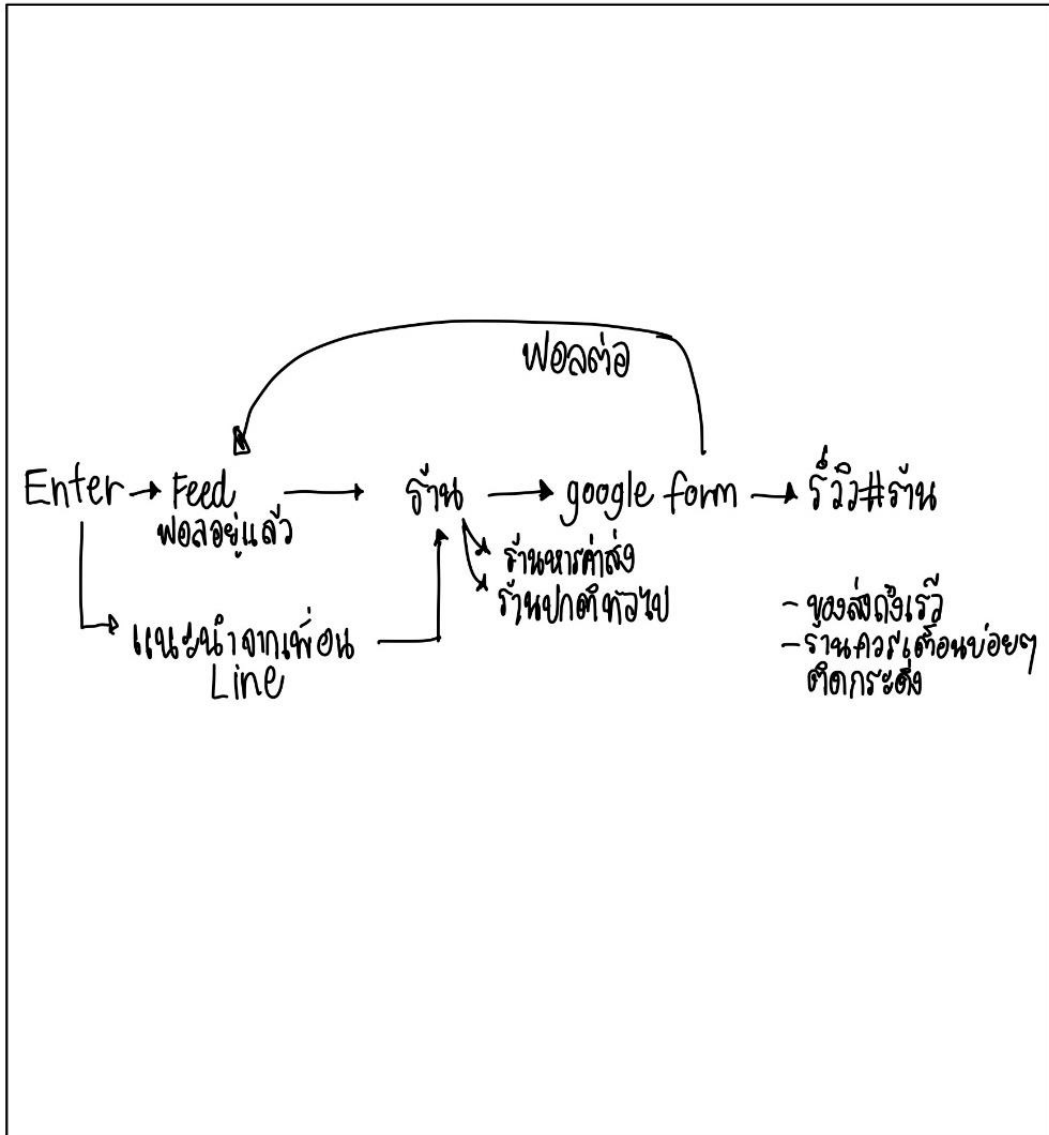 ฟอลต่อ
Enter → Feed → ร้าน → google form → รีวิว#ร้าน
ฟอลอยู่แล้ว
ร้านหารค่าส่ง
ร้านปกติทั่วไป
แนะนำจากเพื่อน
Line
- ของส่งถึงเร็ว
- ร้านควรเตือนบ่อยๆ
ติดกระดิ่ง